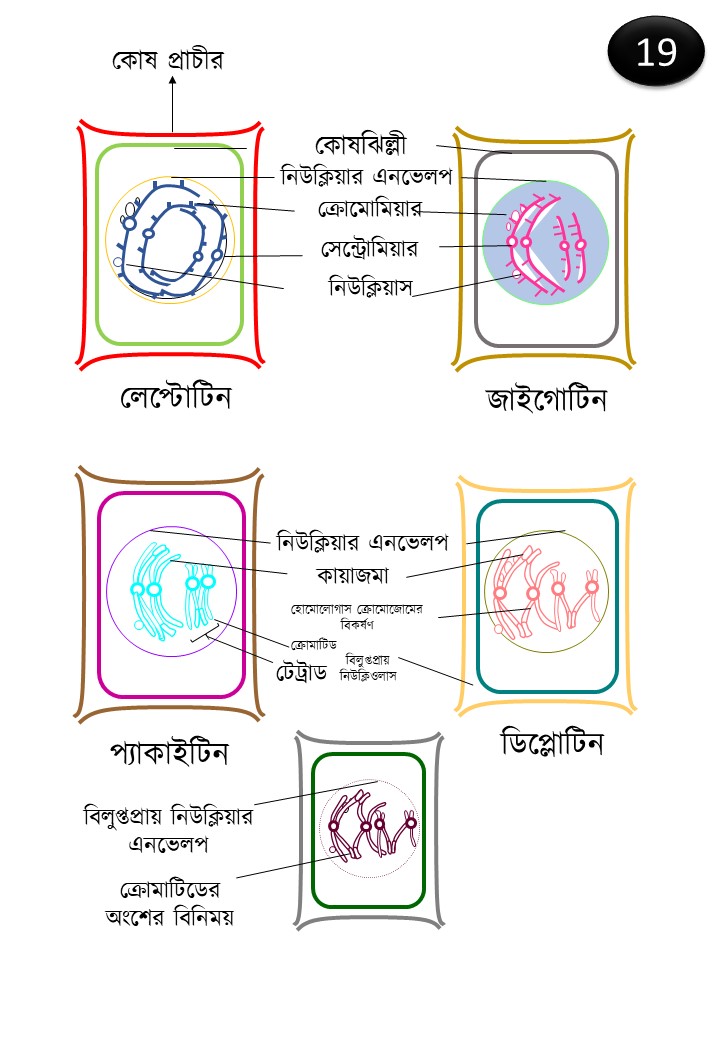 19
কোষ প্রাচীর
কোষঝিল্লী
নিউক্লিয়ার এনভেলপ
ক্রোমোমিয়ার
সেন্ট্রোমিয়ার
নিউক্লিয়াস
লেপ্টোটিন
জাইগোটিন
নিউক্লিয়ার এনভেলপ
কায়াজমা
হোমোলোগাস ক্রোমোজোমের
বিকর্ষণ
ক্রোমাটিড
টেট্রাড
বিলুপ্তপ্রায়
নিউক্লিওলাস
প্যাকাইটিন
ডিপ্লোটিন
বিলুপ্তপ্রায় নিউক্লিয়ার
এনভেলপ
ক্রোমাটিডের
অংশের বিনিময়